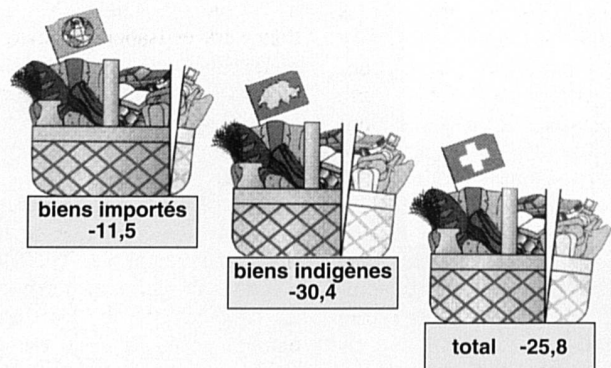 biens importés
-11,5
biens indigènes
-30,4
total -25,8